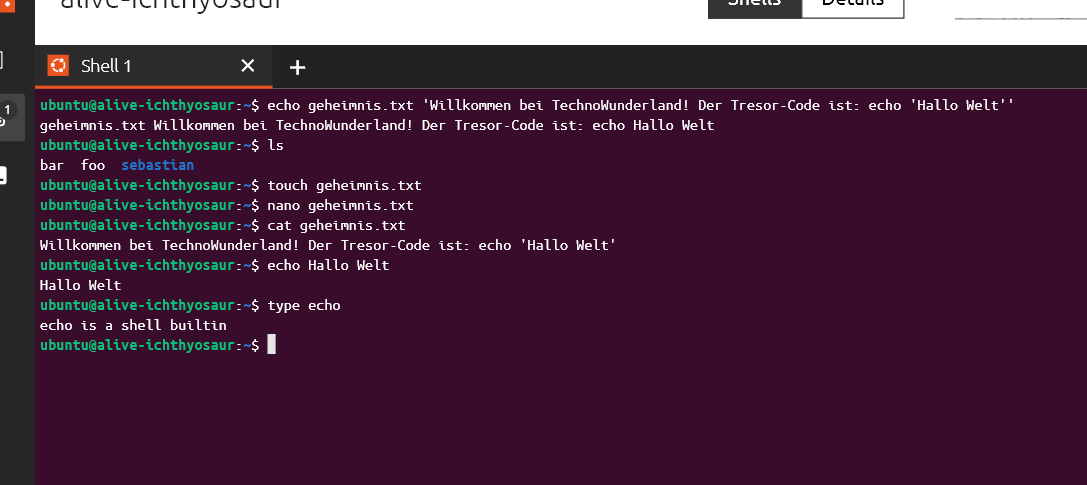 alive-ichthyosaur
Shells Details
1
Shell 1 × +
ubuntu@alive-ichthyosaur:~$ echo geheimnis.txt 'Willkommen bei TechnoWunderland! Der Tresor-Code ist: echo 'Hallo Welt''
geheimnis.txt Willkommen bei TechnoWunderland! Der Tresor-Code ist: echo Hallo Welt
ubuntu@alive-ichthyosaur:~$ ls
bar foo sebastian
ubuntu@alive-ichthyosaur:~$ touch geheimnis.txt
ubuntu@alive-ichthyosaur:~$ nano geheimnis.txt
ubuntu@alive-ichthyosaur:~$ cat geheimnis.txt
Willkommen bei TechnoWunderland! Der Tresor-Code ist: echo 'Hallo Welt'
ubuntu@alive-ichthyosaur:~$ echo Hallo Welt
Hallo Welt
ubuntu@alive-ichthyosaur:~$ type echo
echo is a shell builtin
ubuntu@alive-ichthyosaur:~$